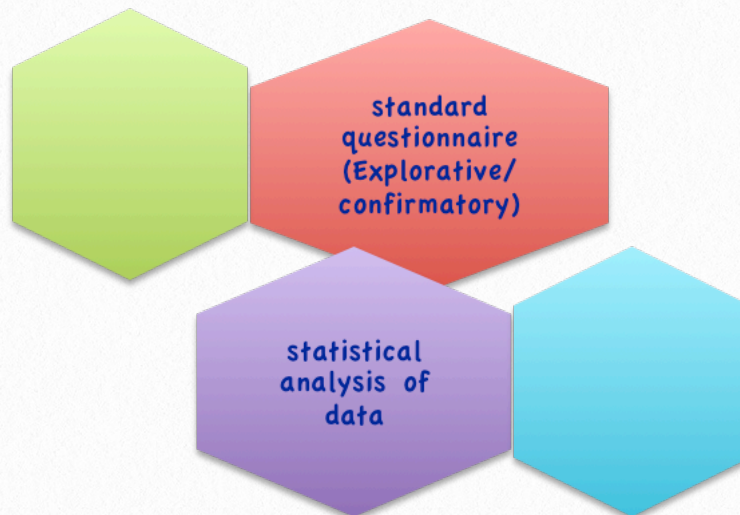 standard
questionnaire
(Explorative/
confirmatory)
statistical
analysis of
data